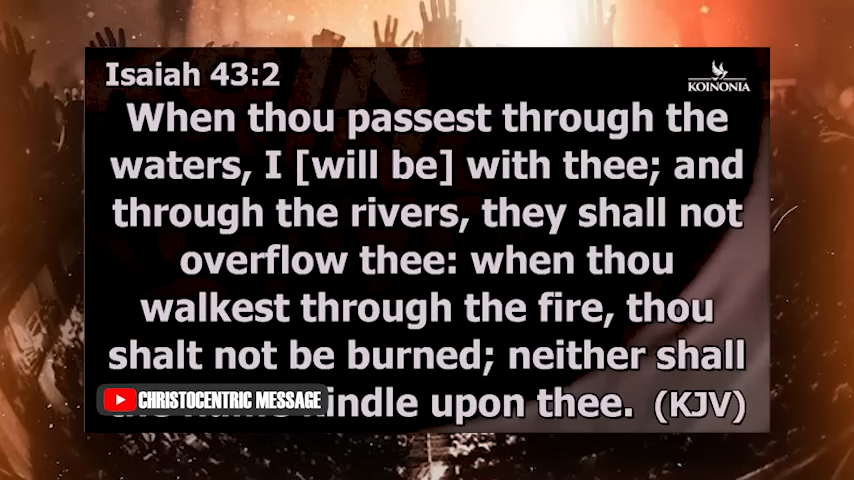 Isaiah 43:2
KOINONIA
When thou passest through the
waters, I [will be] with thee; and
through the rivers, they shall not
overflow thee: when thou
walkest through the fire, thou
shalt not be burned; neither shall
kindle upon thee. (KJV)
CHRISTOCENTRIC MESSAGE